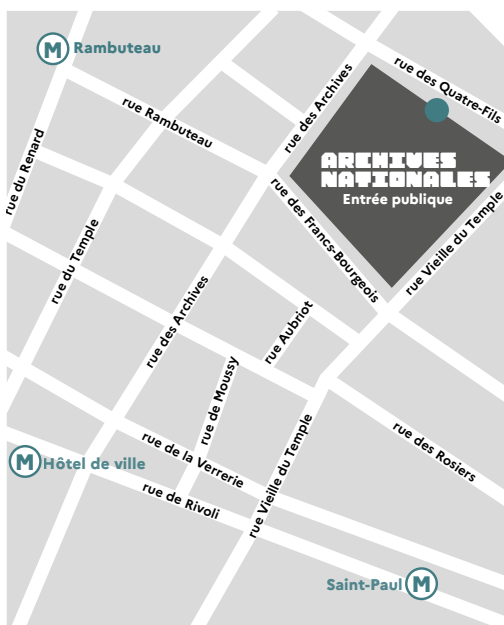 M Rambuteau
rue des Quatre-Fils
rue des Archives
rue Rambuteau
rue du Renard
ARCHIVES
NATIONALES
Entrée publique
rue des Francs-Bourgeois
rue Vieille du Temple
rue du Temple
rue des Archives
rue Aubriot
rue de Moussy
rue des Rosiers
rue de la Verrerie
rue Vieille du Temple
M Hôtel de ville
rue de Rivoli
Saint-Paul M